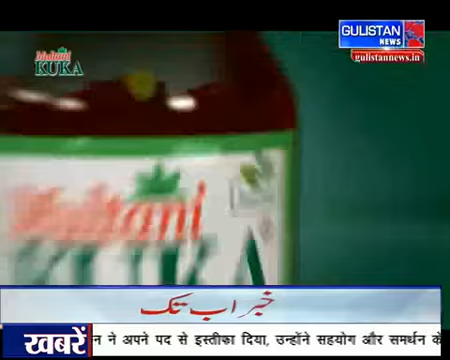 Multani
KUKA
GULISTAN
NEWS
gulistannews.in
Multani
KUKA
خبر اب تک
खबरें
न ने अपने पद से इस्तीफा दिया, उन्होंने सहयोग और समर्थन के